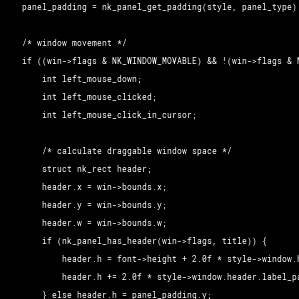 panel_padding = nk_panel_get_padding(style, panel_type)
/* window movement */
if ((win->flags & NK_WINDOW_MOVABLE) && !(win->flags &
int left_mouse_down;
int left_mouse_clicked;
int left_mouse_click_in_cursor;
/* calculate draggable window space */
struct nk_rect header;
header.x = win->bounds.x;
header.y = win->bounds.y;
header.w = win->bounds.w;
if (nk_panel_has_header(win->flags, title)) {
header.h = font->height + 2.0f * style->window.h
header.h += 2.0f * style->window.header.label_pa
} else header.h = panel_padding.y;